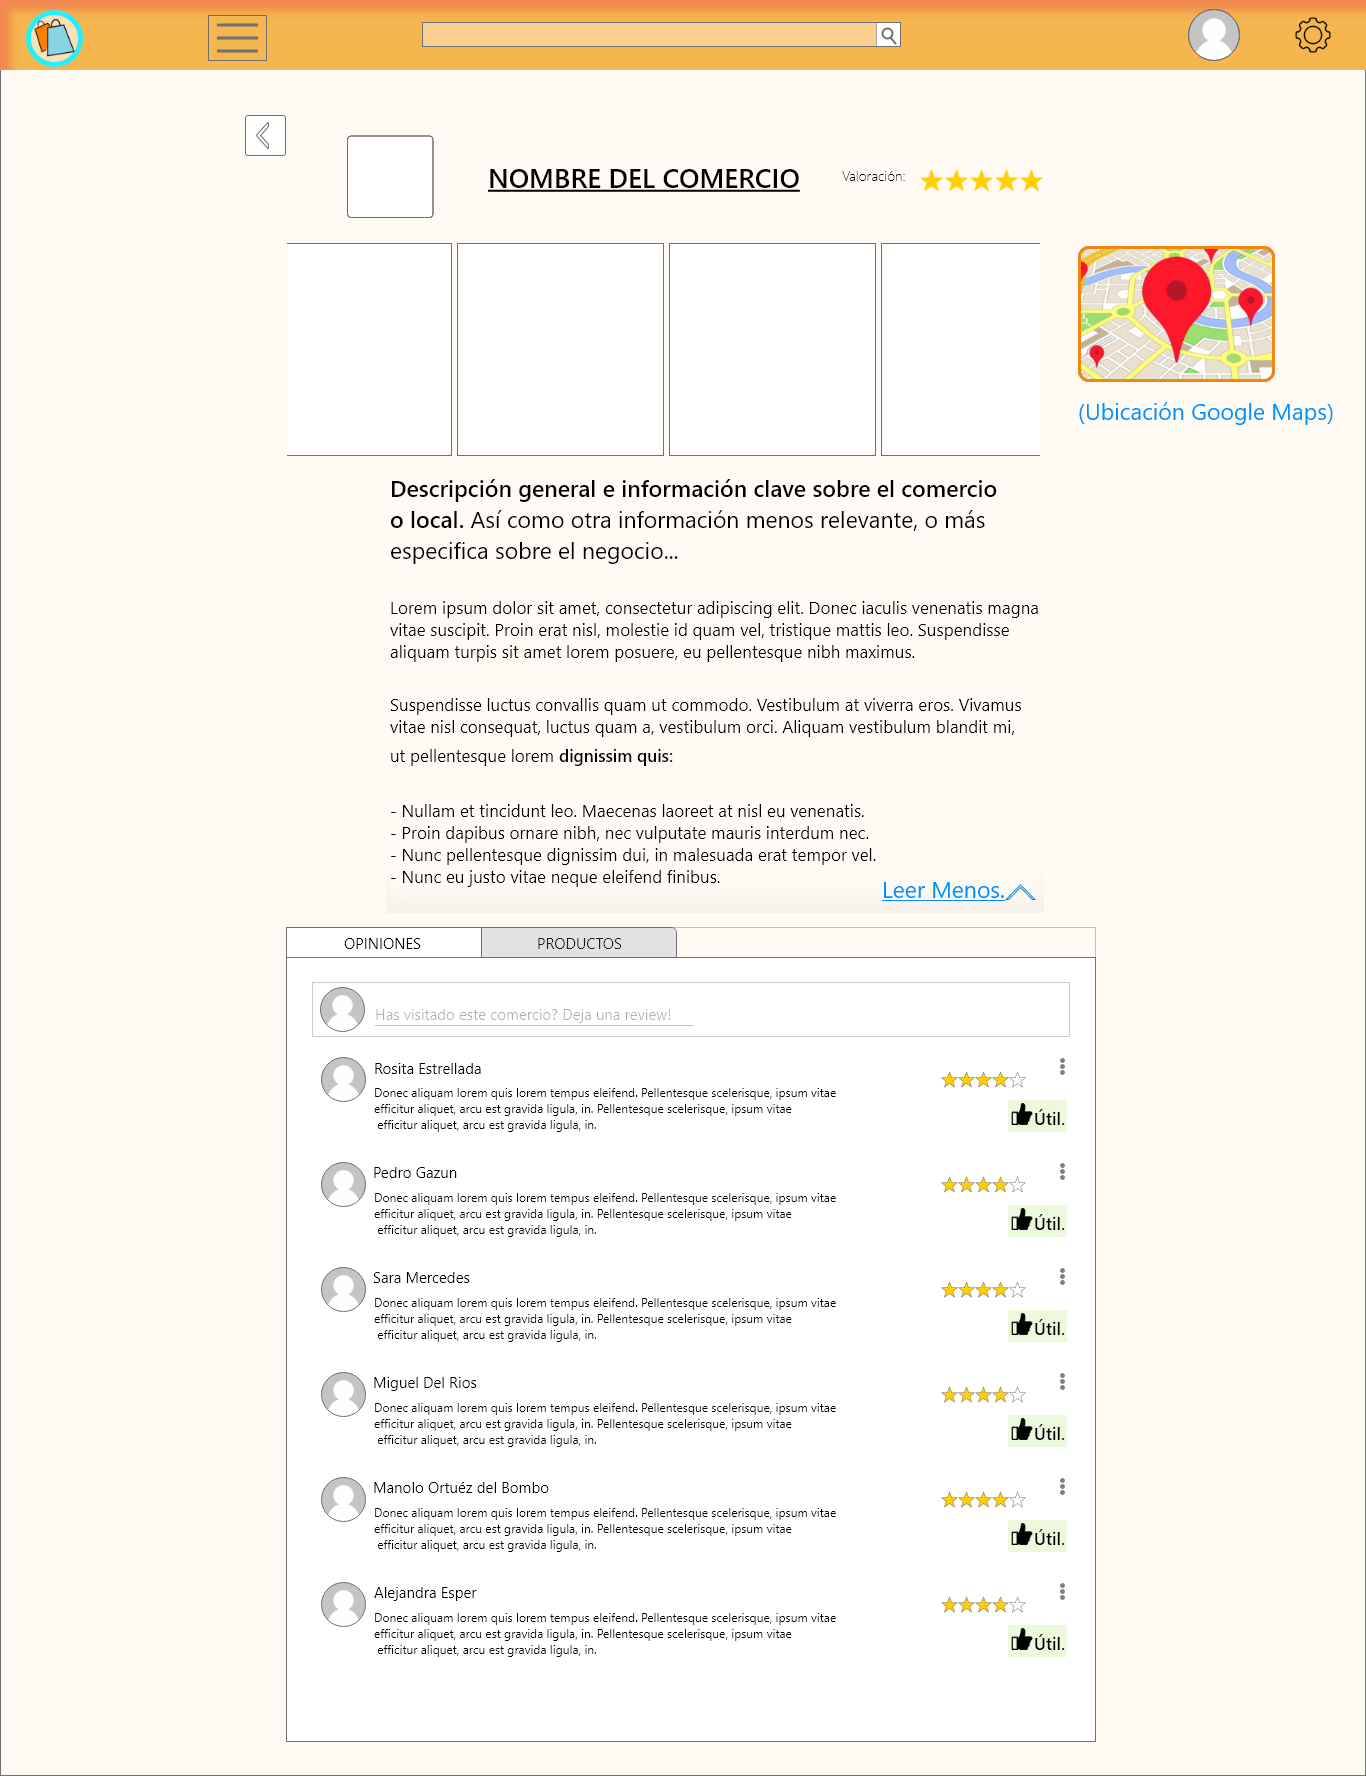 NOMBRE DEL COMERCIO
Valoración:
(Ubicación Google Maps)
Descripción general e información clave sobre el comercio
o local. Así como otra información menos relevante, o más
especifica sobre el negocio...
Lorem ipsum dolor sit amet, consectetur adipiscing elit. Donec iaculis venenatis magna
vitae suscipit. Proin erat nisl, molestie id quam vel, tristique mattis leo. Suspendisse
aliquam turpis sit amet lorem posuere, eu pellentesque nibh maximus.
Suspendisse luctus convallis quam ut commodo. Vestibulum at viverra eros. Vivamus
vitae nisl consequat, luctus quam a, vestibulum orci. Aliquam vestibulum blandit mi,
ut pellentesque lorem dignissim quis:
- Nullam et tincidunt leo. Maecenas laoreet at nisl eu venenatis.
- Proin dapibus ornare nibh, nec vulputate mauris interdum nec.
- Nunc pellentesque dignissim dui, in malesuada erat tempor vel.
- Nunc eu justo vitae neque eleifend finibus.
Leer Menos.
OPINIONES
PRODUCTOS
Has visitado este comercio? Deja una review!
Rosita Estrellada
Donec aliquam lorem quis lorem tempus eleifend. Pellentesque scelerisque, ipsum vitae
efficitur aliquet, arcu est gravida ligula, in. Pellentesque scelerisque, ipsum vitae
efficitur aliquet, arcu est gravida ligula, in.
Útil.
Pedro Gazun
Donec aliquam lorem quis lorem tempus eleifend. Pellentesque scelerisque, ipsum vitae
efficitur aliquet, arcu est gravida ligula, in. Pellentesque scelerisque, ipsum vitae
efficitur aliquet, arcu est gravida ligula, in.
Útil.
Sara Mercedes
Donec aliquam lorem quis lorem tempus eleifend. Pellentesque scelerisque, ipsum vitae
efficitur aliquet, arcu est gravida ligula, in. Pellentesque scelerisque, ipsum vitae
efficitur aliquet, arcu est gravida ligula, in.
Útil.
Miguel Del Rios
Donec aliquam lorem quis lorem tempus eleifend. Pellentesque scelerisque, ipsum vitae
efficitur aliquet, arcu est gravida ligula, in. Pellentesque scelerisque, ipsum vitae
efficitur aliquet, arcu est gravida ligula, in.
Útil.
Manolo Ortuéz del Bombo
Donec aliquam lorem quis lorem tempus eleifend. Pellentesque scelerisque, ipsum vitae
efficitur aliquet, arcu est gravida ligula, in. Pellentesque scelerisque, ipsum vitae
efficitur aliquet, arcu est gravida ligula, in.
Útil.
Alejandra Esper
Donec aliquam lorem quis lorem tempus eleifend. Pellentesque scelerisque, ipsum vitae
efficitur aliquet, arcu est gravida ligula, in. Pellentesque scelerisque, ipsum vitae
efficitur aliquet, arcu est gravida ligula, in.
Útil.